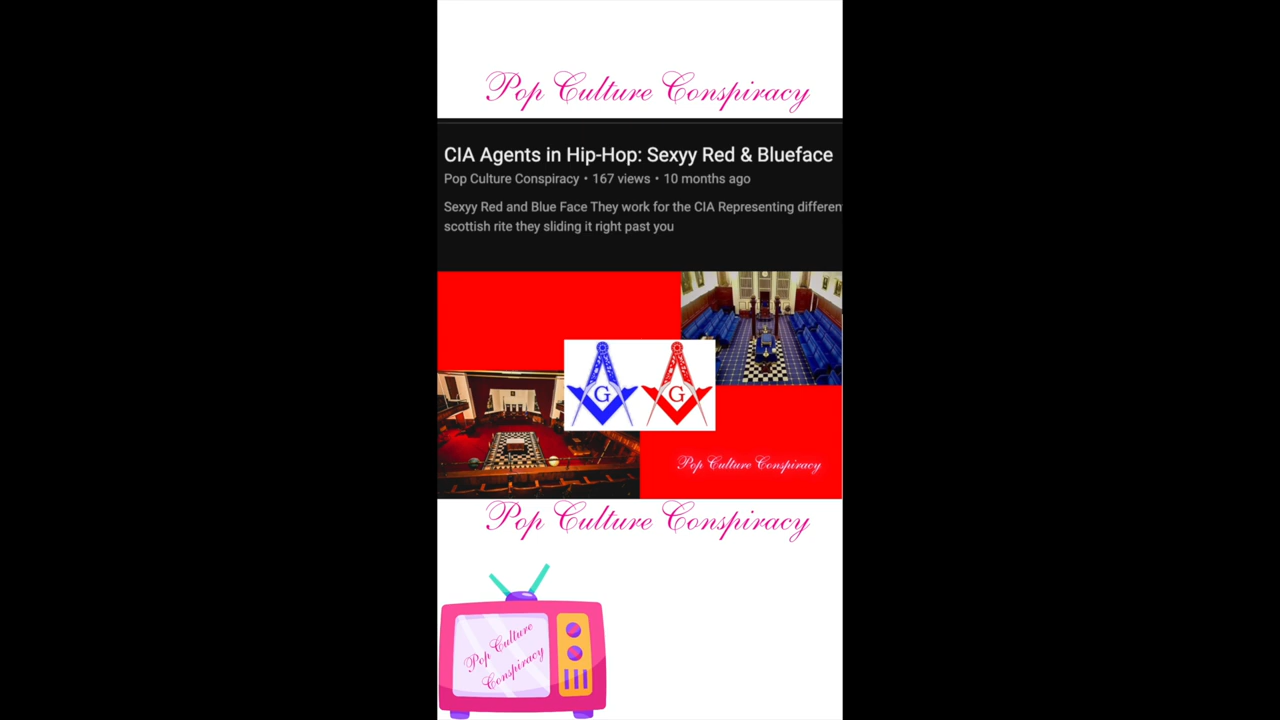 Pop Culture Conspiracy
CIA Agents in Hip-Hop: Sexyy Red & Blueface
Pop Culture Conspiracy • 167 views • 10 months ago
Sexyy Red and Blue Face They work for the CIA Representing differen
scottish rite they sliding it right past you
G G
Pop Culture Conspiracy
Pop Culture Conspiracy
Pop Culture
Conspiracy